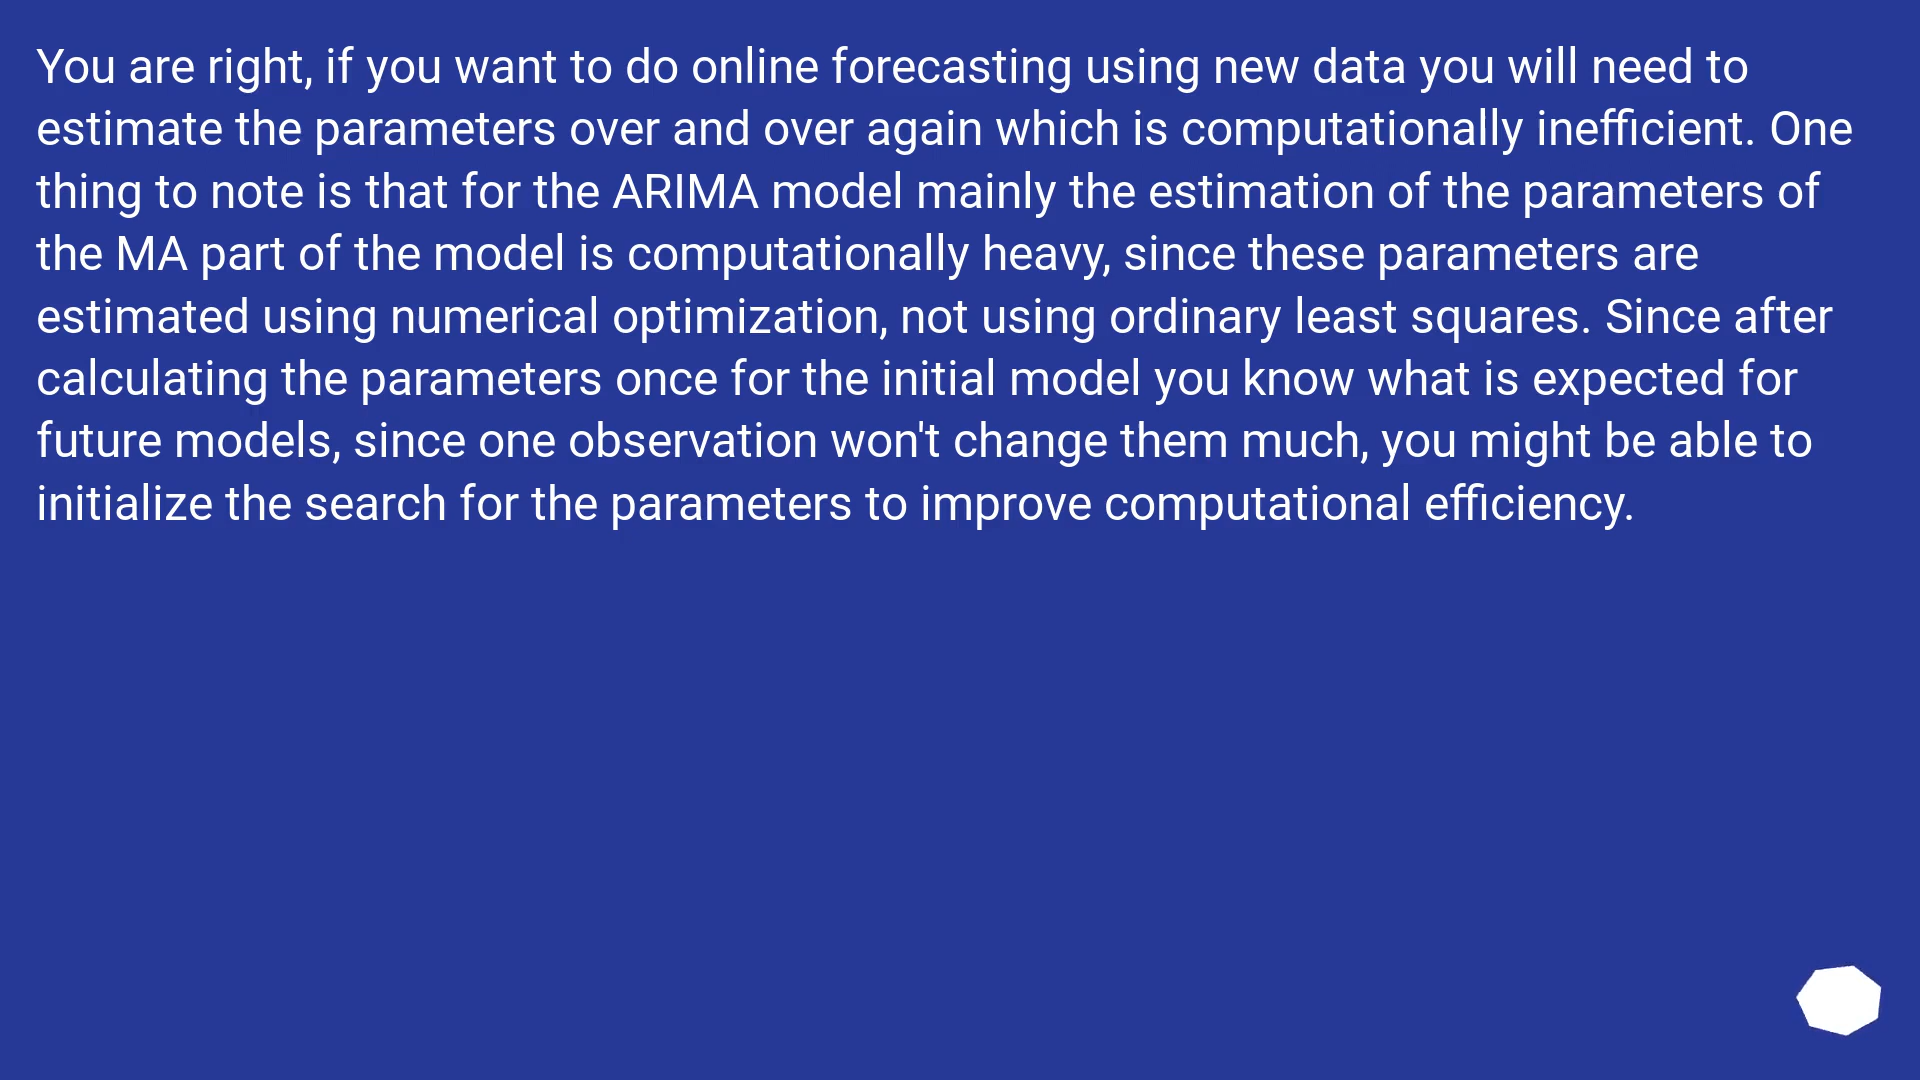 You are right, if you want to do online forecasting using new data you will need to
estimate the parameters over and over again which is computationally inefficient. One
thing to note is that for the ARIMA model mainly the estimation of the parameters of
the MA part of the model is computationally heavy, since these parameters are
estimated using numerical optimization, not using ordinary least squares. Since after
calculating the parameters once for the initial model you know what is expected for
future models, since one observation won't change them much, you might be able to
initialize the search for the parameters to improve computational efficiency.